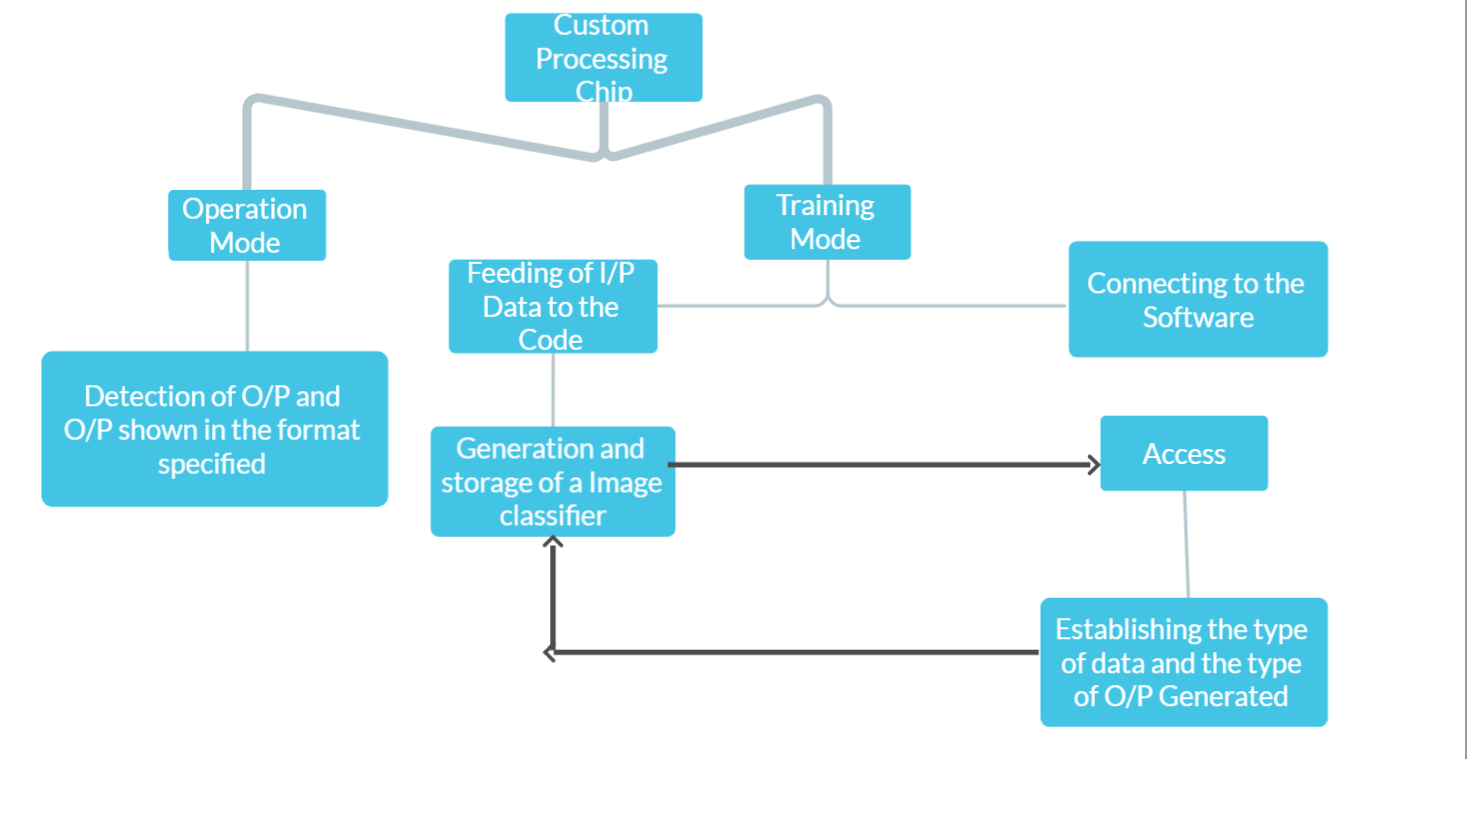 Custom
Processing
Chip
Operation
Mode
Training
Mode
Feeding of I/P
Data to the
Code
Connecting to the
Software
Detection of O/P and
O/P shown in the format
specified
Generation and
storage of a Image
classifier
Access
Establishing the type
of data and the type
of O/P Generated